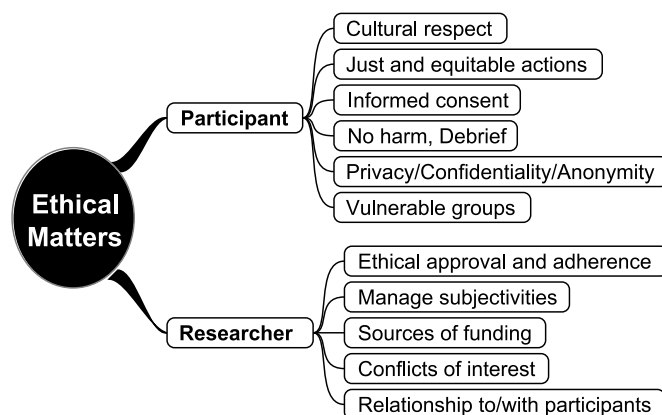 Ethical
Matters
Participant
Cultural respect
Just and equitable actions
Informed consent
No harm, Debrief
Privacy/Confidentiality/Anonymity
Vulnerable groups
Researcher
Ethical approval and adherence
Manage subjectivities
Sources of funding
Conflicts of interest
Relationship to/with participants